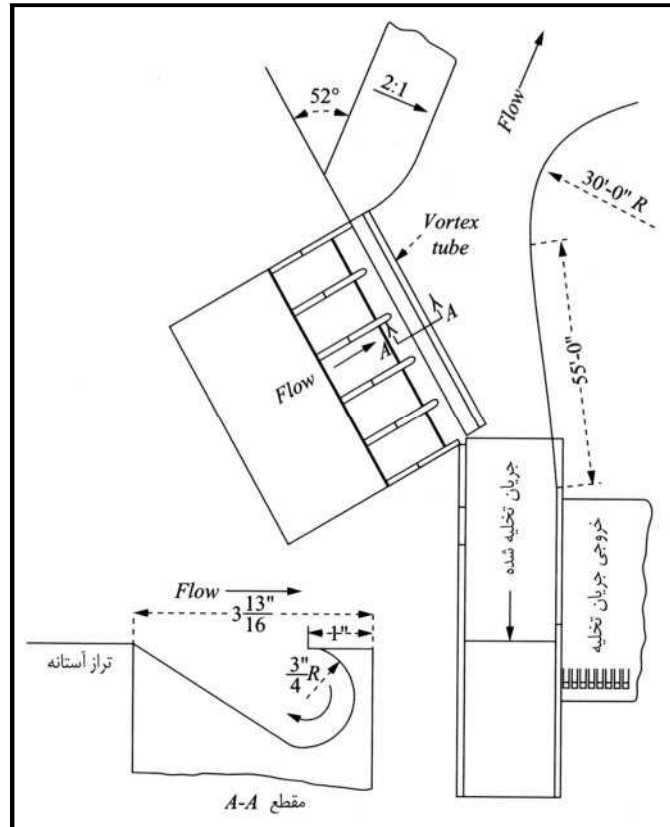 52°
2:1
Flow
30'-0" R
Vortex
tube
A
A
Flow
55'-0"
جریان تخلیه شده
خروجی جریان تخلیه
Flow
3 13/16"
1"
تراز آستانه
3/4" R
مقطع A-A